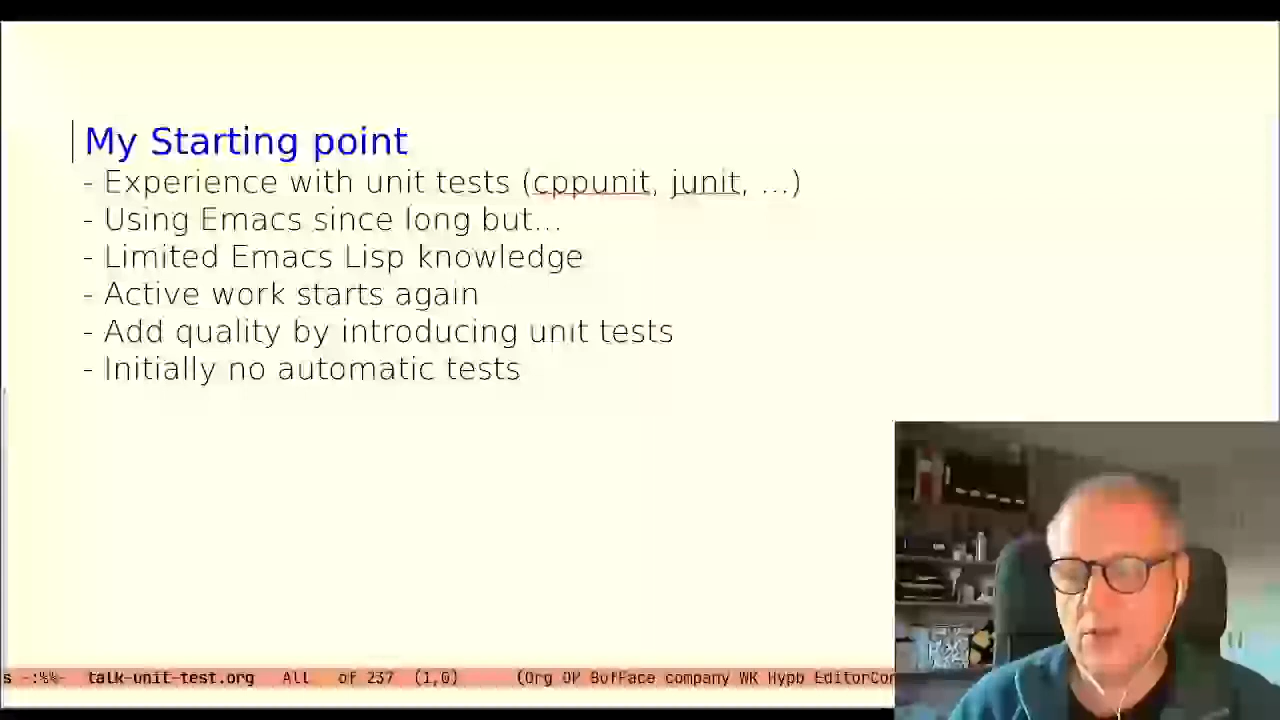 My Starting point
- Experience with unit tests (cppunit, junit, ...)
- Using Emacs since long but...
- Limited Emacs Lisp knowledge
- Active work starts again
- Add quality by introducing unit tests
- Initially no automatic tests
s -:%%- talk-unit-test.org All of 237 (1,0) (Org OP BufFace company WK Hypb EditorCon